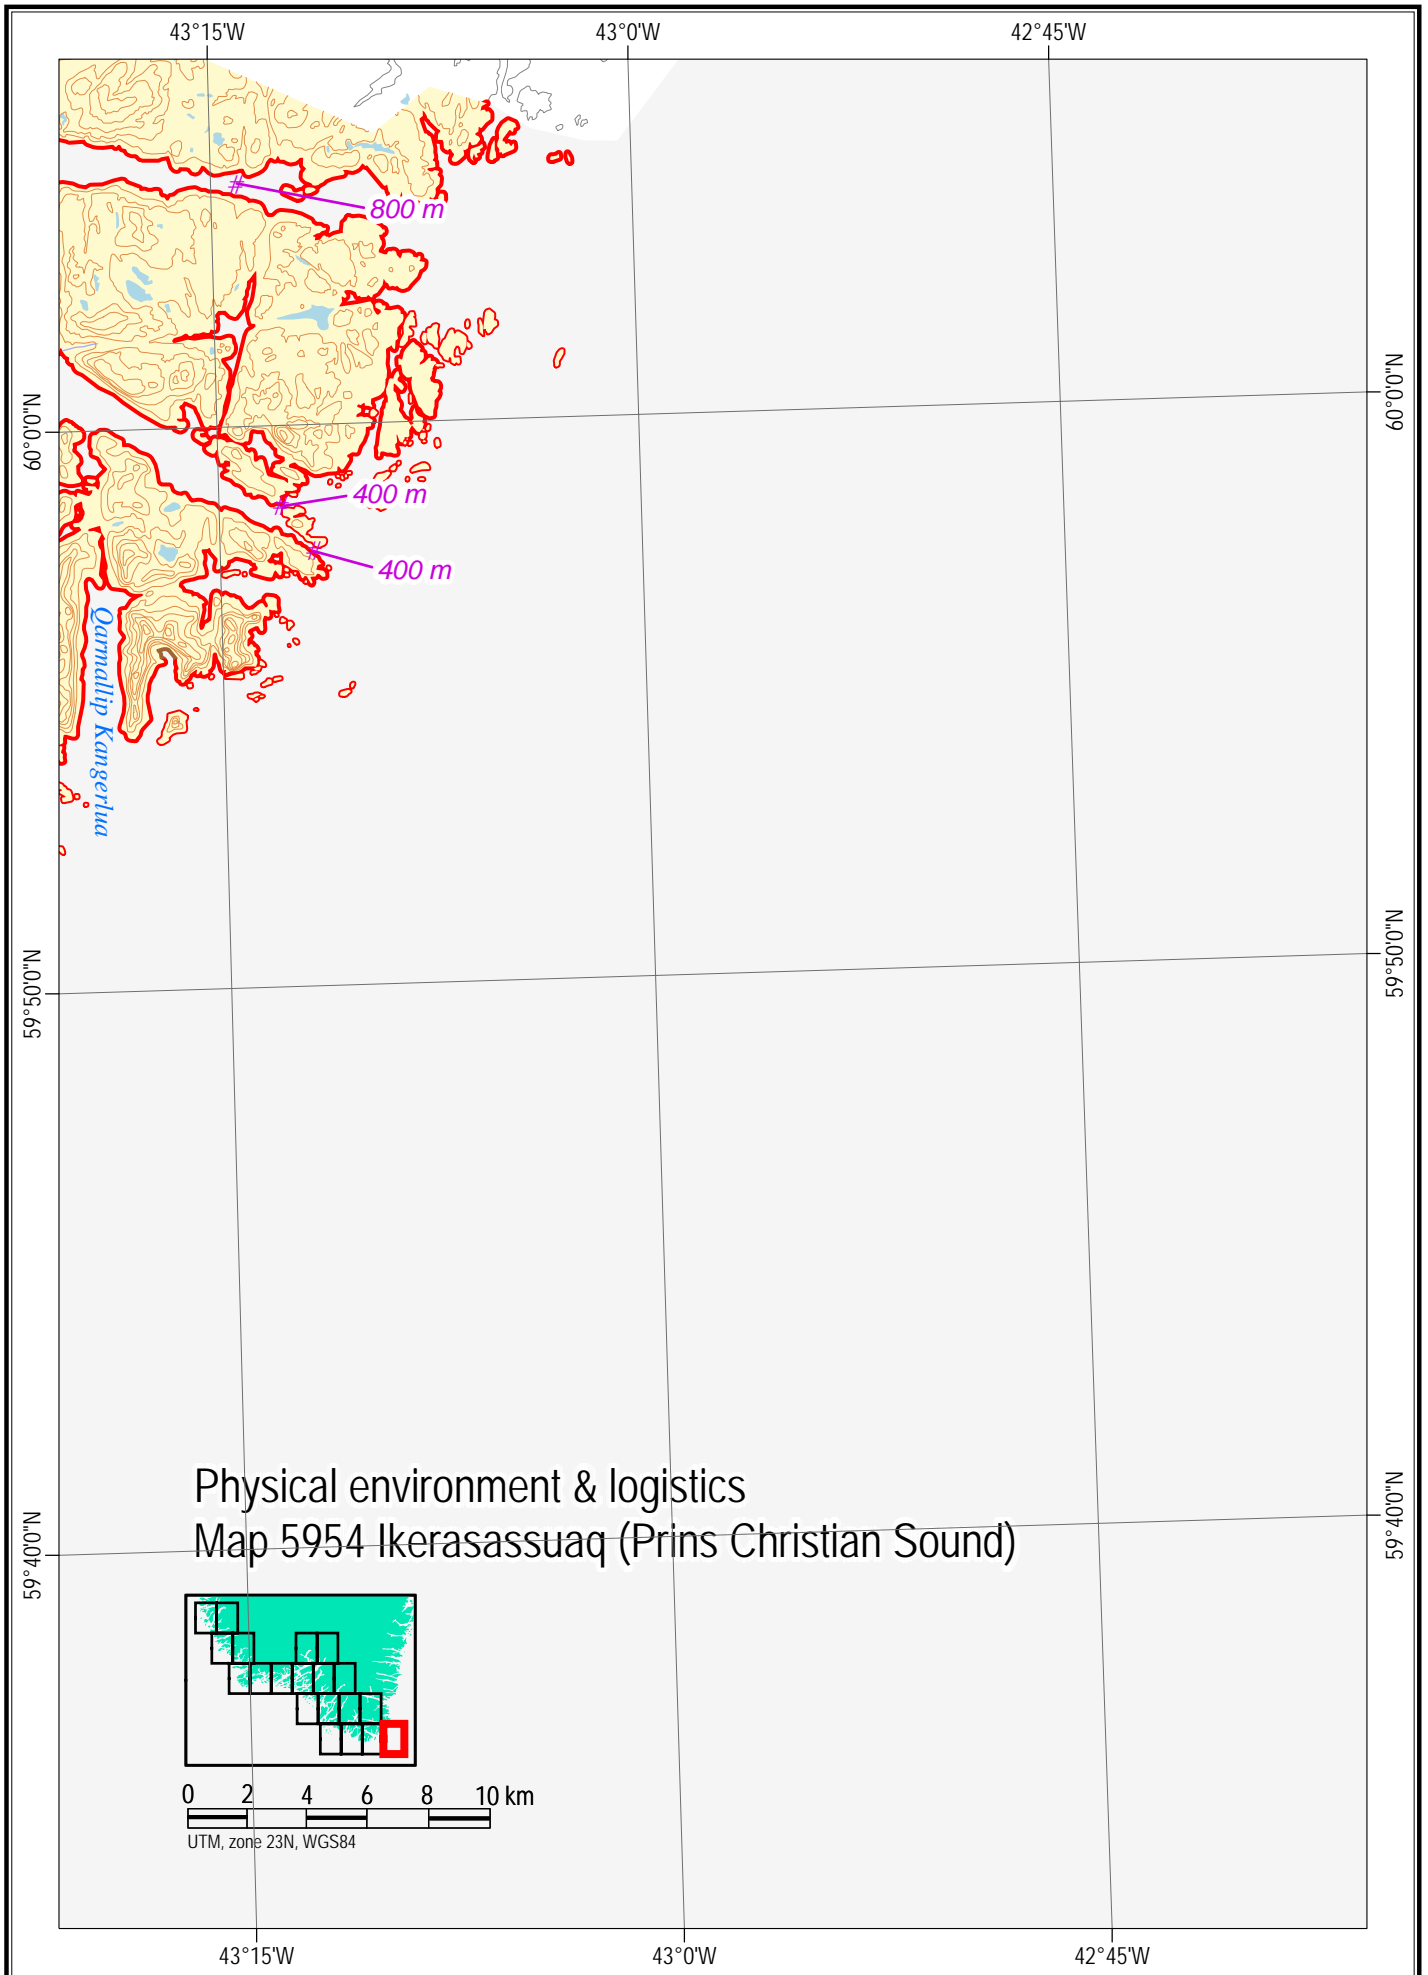 43°15'W 43°0'W 42°45'W
800 m
60°0'0"N
60°0'0"N
400 m
400 m
Qarmallip Kangerlua
59°50'0"N
59°50'0"N
Physical environment & logistics
Map 5954 Ikerasassuaq (Prins Christian Sound)
59°40'0"N
59°40'0"N
0 2 4 6 8 10 km
UTM, zone 23N, WGS84
43°15'W 43°0'W 42°45'W